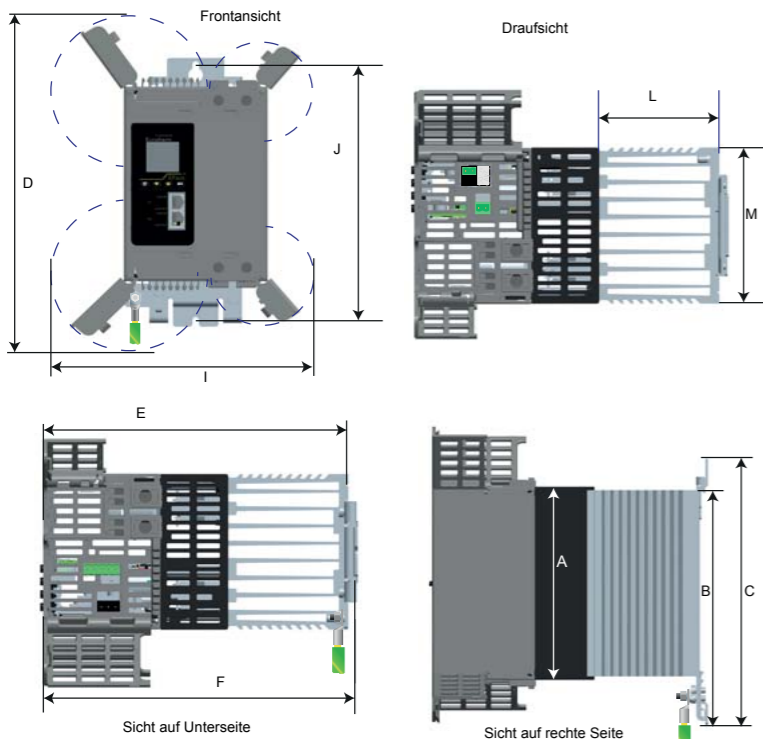 Frontansicht
Draufsicht
D
J
I
L
M
E
F
A
B
C
Sicht auf Unterseite
Sicht auf rechte Seite